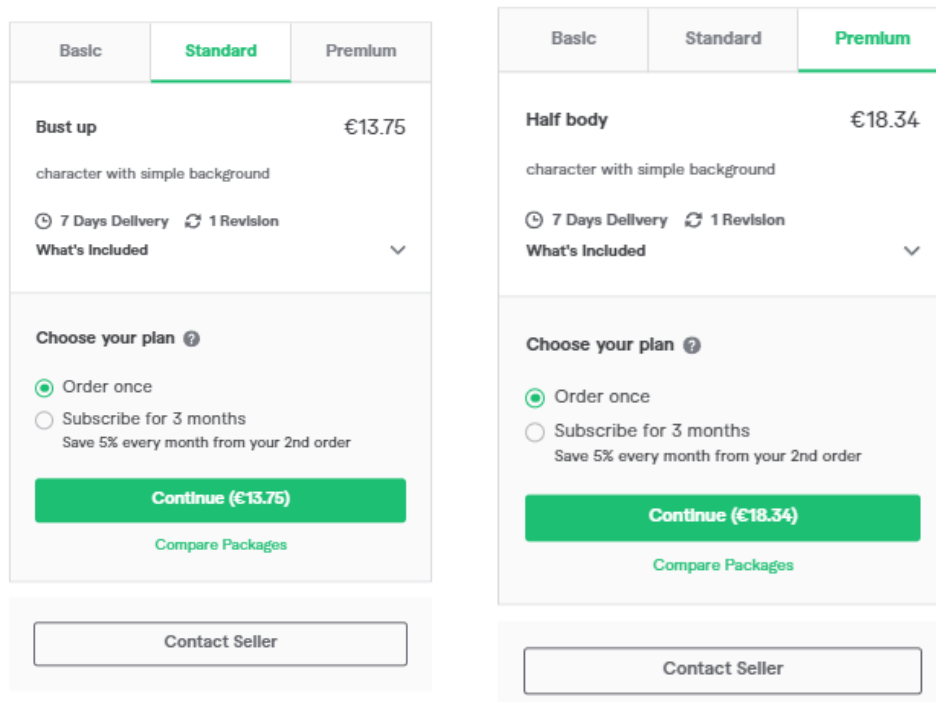 Basic Standard Premium
Bust up €13.75
character with simple background
7 Days Delivery 1 Revision
What's Included
Choose your plan ?
Order once
Subscribe for 3 months
Save 5% every month from your 2nd order
Continue (€13.75)
Compare Packages
Contact Seller
Basic Standard Premium
Half body €18.34
character with simple background
7 Days Delivery 1 Revision
What's Included
Choose your plan ?
Order once
Subscribe for 3 months
Save 5% every month from your 2nd order
Continue (€18.34)
Compare Packages
Contact Seller